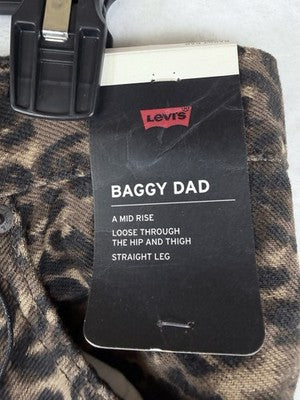 LEVI'S
BAGGY DAD
A MID RISE
LOOSE THROUGH
THE HIP AND THIGH
STRAIGHT LEG